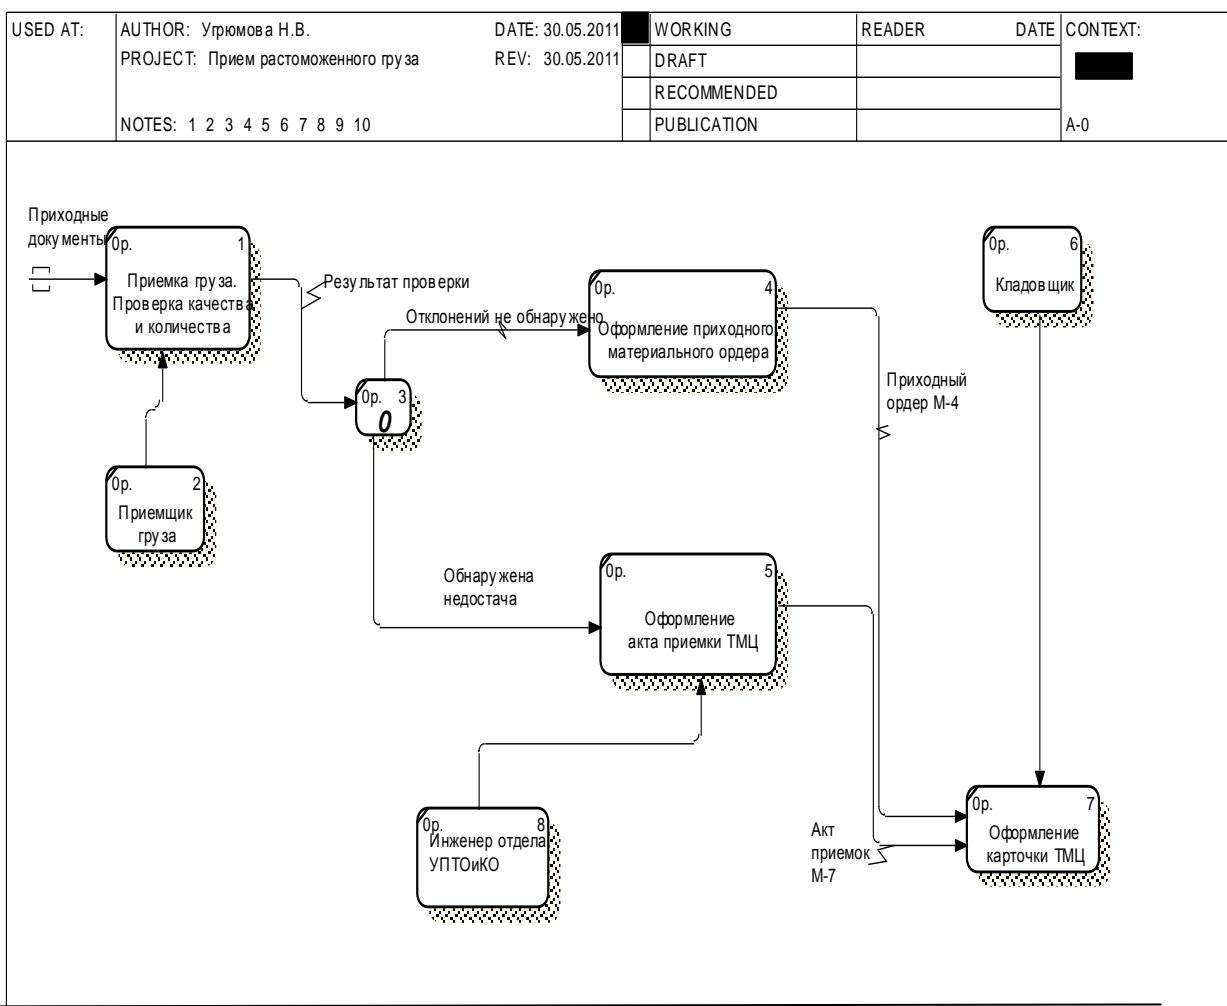 USED AT:
AUTHOR: Угрюмова Н.В.
DATE: 30.05.2011
WORKING
READER
DATE
CONTEXT:
PROJECT: Прием растоможенного груза
REV: 30.05.2011
DRAFT
RECOMMENDED
NOTES: 1 2 3 4 5 6 7 8 9 10
PUBLICATION
A-0
Приходные
документы
0р. 1
Приемка груза.
Проверка качества
и количества
Результат проверки
Отклонений не обнаружено
0р. 4
Оформление приходного
материального ордера
0р. 6
Кладовщик
0р. 3
O
Приходный
ордер М-4
0р. 2
Приемщик
груза
Обнаружена
недостача
0р. 5
Оформление
акта приемки ТМЦ
0р. 8
Инженер отдела
УПТОиКО
Акт
приемок
М-7
0р. 7
Оформление
карточки ТМЦ